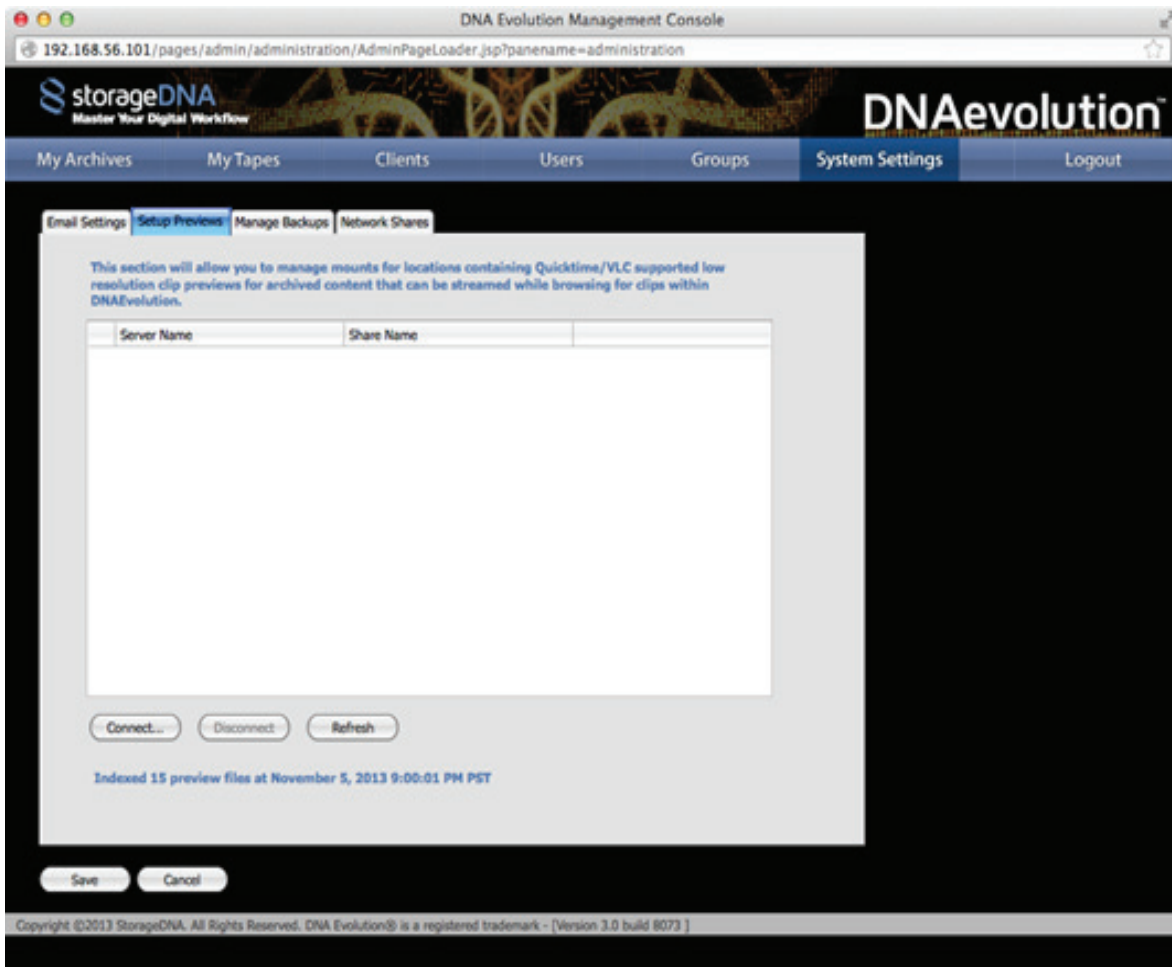 DNA Evolution Management Console
192.168.56.101/pages/admin/administration/AdminPageLoader.jsp?panename=administration
storageDNA
Master Your Digital Workflow
DNAevolution™
My Archives My Tapes Clients Users Groups System Settings Logout
Email Settings Setup Previews Manage Backups Network Shares
This section will allow you to manage mounts for locations containing Quicktime/VLC supported low
resolution clip previews for archived content that can be streamed while browsing for clips within
DNAEvolution.
Server Name Share Name
Connect... Disconnect Refresh
Indexed 15 preview files at November 5, 2013 9:00:01 PM PST
Save Cancel
Copyright ©2013 StorageDNA. All Rights Reserved. DNA Evolution® is a registered trademark - [Version 3.0 build 8073 ]